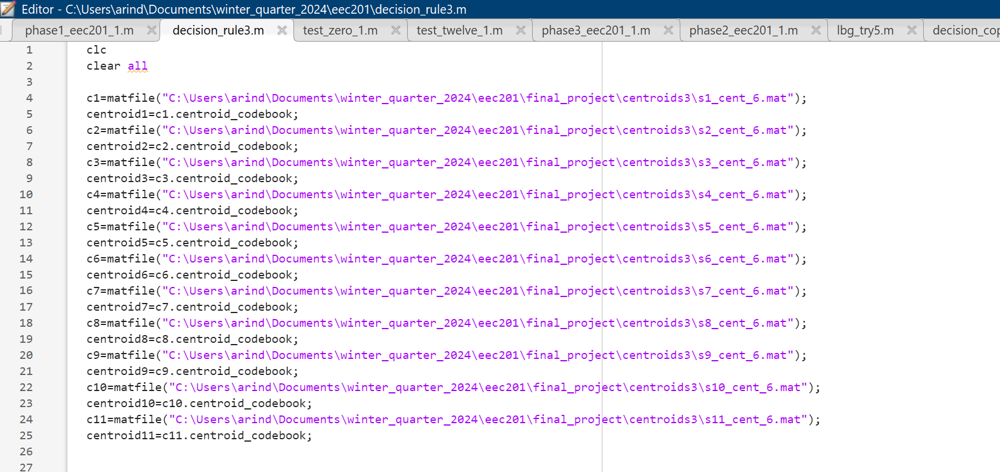 Editor - C:\Users\arind\Documents\winter_quarter_2024\eec201\decision_rule3.m
phase1_eec201_1.m decision_rule3.m test_zero_1.m test_twelve_1.m phase3_eec201_1.m phase2_eec201_1.m lbg_try5.m decision_cop
1 clc
2 clear all
3
4 c1=matfile("C:\Users\arind\Documents\winter_quarter_2024\eec201\final_project\centroids3\s1_cent_6.mat");
5 centroid1=c1.centroid_codebook;
6 c2=matfile("C:\Users\arind\Documents\winter_quarter_2024\eec201\final_project\centroids3\s2_cent_6.mat");
7 centroid2=c2.centroid_codebook;
8 c3=matfile("C:\Users\arind\Documents\winter_quarter_2024\eec201\final_project\centroids3\s3_cent_6.mat");
9 centroid3=c3.centroid_codebook;
10 c4=matfile("C:\Users\arind\Documents\winter_quarter_2024\eec201\final_project\centroids3\s4_cent_6.mat");
11 centroid4=c4.centroid_codebook;
12 c5=matfile("C:\Users\arind\Documents\winter_quarter_2024\eec201\final_project\centroids3\s5_cent_6.mat");
13 centroid5=c5.centroid_codebook;
14 c6=matfile("C:\Users\arind\Documents\winter_quarter_2024\eec201\final_project\centroids3\s6_cent_6.mat");
15 centroid6=c6.centroid_codebook;
16 c7=matfile("C:\Users\arind\Documents\winter_quarter_2024\eec201\final_project\centroids3\s7_cent_6.mat");
17 centroid7=c7.centroid_codebook;
18 c8=matfile("C:\Users\arind\Documents\winter_quarter_2024\eec201\final_project\centroids3\s8_cent_6.mat");
19 centroid8=c8.centroid_codebook;
20 c9=matfile("C:\Users\arind\Documents\winter_quarter_2024\eec201\final_project\centroids3\s9_cent_6.mat");
21 centroid9=c9.centroid_codebook;
22 c10=matfile("C:\Users\arind\Documents\winter_quarter_2024\eec201\final_project\centroids3\s10_cent_6.mat");
23 centroid10=c10.centroid_codebook;
24 c11=matfile("C:\Users\arind\Documents\winter_quarter_2024\eec201\final_project\centroids3\s11_cent_6.mat");
25 centroid11=c11.centroid_codebook;
26
27